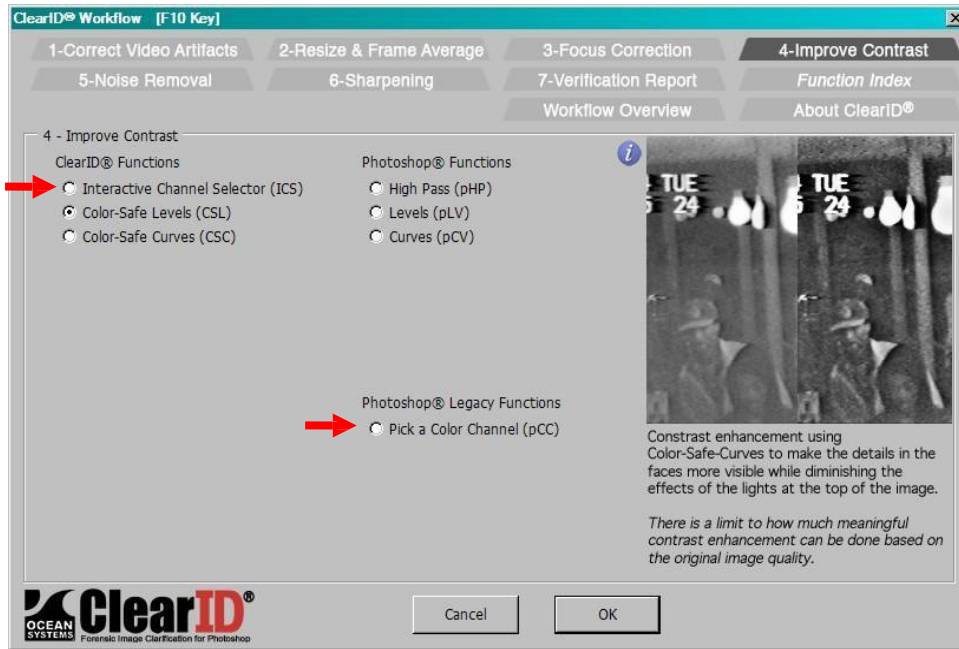 ClearID® Workflow [F10 Key]
1-Correct Video Artifacts
2-Resize & Frame Average
3-Focus Correction
4-Improve Contrast
5-Noise Removal
6-Sharpening
7-Verification Report
Function Index
Workflow Overview
About ClearID®
4 - Improve Contrast
ClearID® Functions
Interactive Channel Selector (ICS)
Color-Safe Levels (CSL)
Color-Safe Curves (CSC)
Photoshop® Functions
High Pass (pHP)
Levels (pLV)
Curves (pCV)
Photoshop® Legacy Functions
Pick a Color Channel (pCC)
TUE
24
TUE
24
Constrast enhancement using
Color-Safe-Curves to make the details in the
faces more visible while diminishing the
effects of the lights at the top of the image.
There is a limit to how much meaningful
contrast enhancement can be done based on
the original image quality.
OCEAN
SYSTEMS
ClearID®
Forensic Image Clarification for Photoshop
Cancel
OK